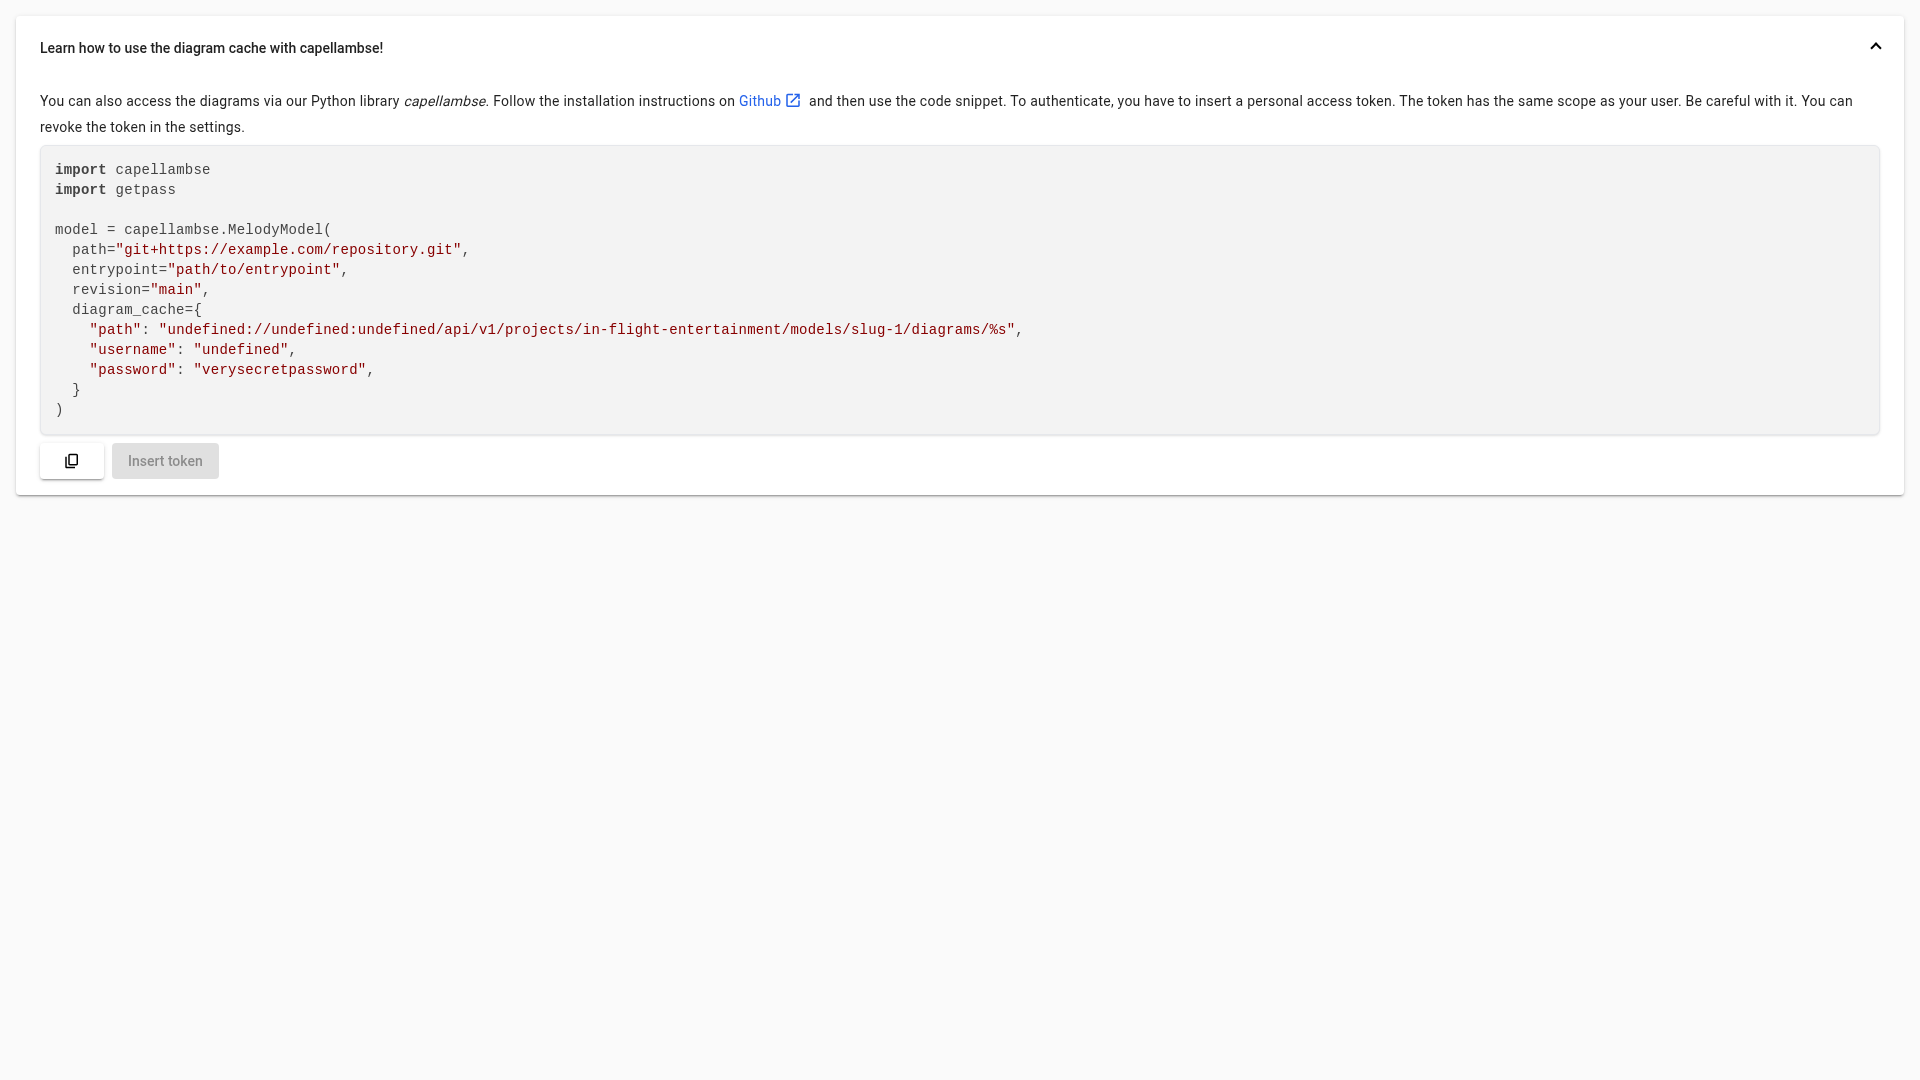 Learn how to use the diagram cache with capellambse!
You can also access the diagrams via our Python library capellambse. Follow the installation instructions on Github and then use the code snippet. To authenticate, you have to insert a personal access token. The token has the same scope as your user. Be careful with it. You can
revoke the token in the settings.
import capellambse
import getpass

model = capellambse.MelodyModel(
  path="git+https://example.com/repository.git",
  entrypoint="path/to/entrypoint",
  revision="main",
  diagram_cache={
    "path": "undefined://undefined:undefined/api/v1/projects/in-flight-entertainment/models/slug-1/diagrams/%s",
    "username": "undefined",
    "password": "verysecretpassword",
  }
)
Insert token